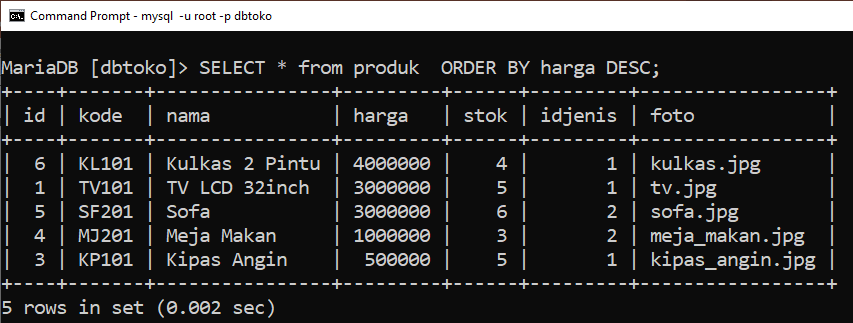 Command Prompt - mysql -u root -p dbtoko
MariaDB [dbtoko]> SELECT * from produk  ORDER BY harga DESC;
+----+-------+---------------+---------+------+---------+-----------------+
| id | kode  | nama          | harga   | stok | idjenis | foto            |
+----+-------+---------------+---------+------+---------+-----------------+
|  6 | KL101 | Kulkas 2 Pintu | 4000000 |    4 |       1 | kulkas.jpg      |
|  1 | TV101 | TV LCD 32inch  | 3000000 |    5 |       1 | tv.jpg          |
|  5 | SF201 | Sofa           | 3000000 |    6 |       2 | sofa.jpg        |
|  4 | MJ201 | Meja Makan     | 1000000 |    3 |       2 | meja_makan.jpg  |
|  3 | KP101 | Kipas Angin    |  500000 |    5 |       1 | kipas_angin.jpg |
+----+-------+---------------+---------+------+---------+-----------------+
5 rows in set (0.002 sec)